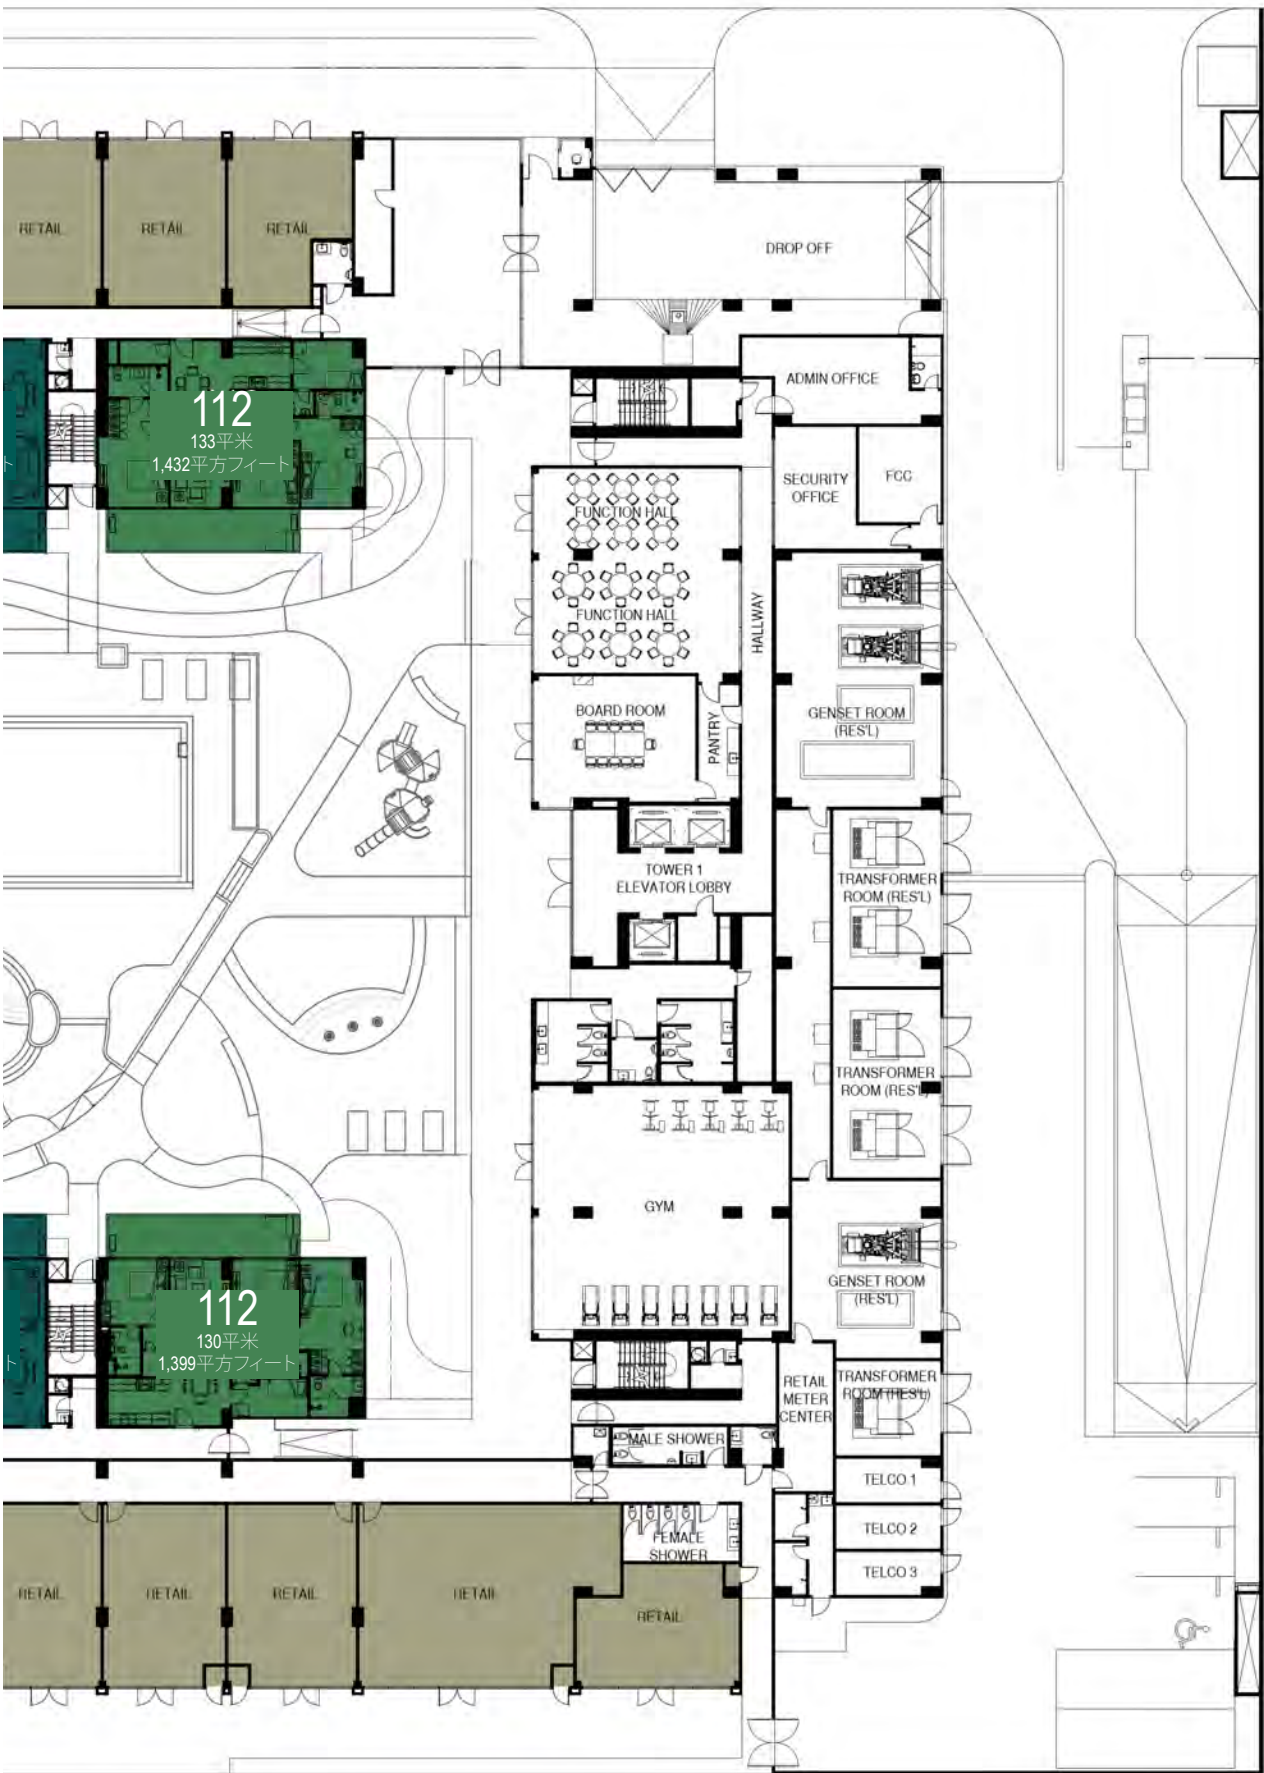 RETAIL
RETAIL
RETAIL
DROP OFF
ADMIN OFFICE
112
133平米
1,432平方フィート
ト
SECURITY
OFFICE
FCC
FUNCTION HALL
FUNCTION HALL
HALLWAY
BOARD ROOM
PANTRY
GENSET ROOM
(RES'L)
TOWER 1
ELEVATOR LOBBY
TRANSFORMER
ROOM (RES'L)
TRANSFORMER
ROOM (RES'L)
GYM
GENSET ROOM
(RES'L)
112
130平米
1,399平方フィート
ト
RETAIL
METER
CENTER
TRANSFORMER
ROOM (RES'L)
MALE SHOWER
TELCO 1
TELCO 2
TELCO 3
FEMALE
SHOWER
RETAIL
RETAIL
RETAIL
RETAIL
RETAIL